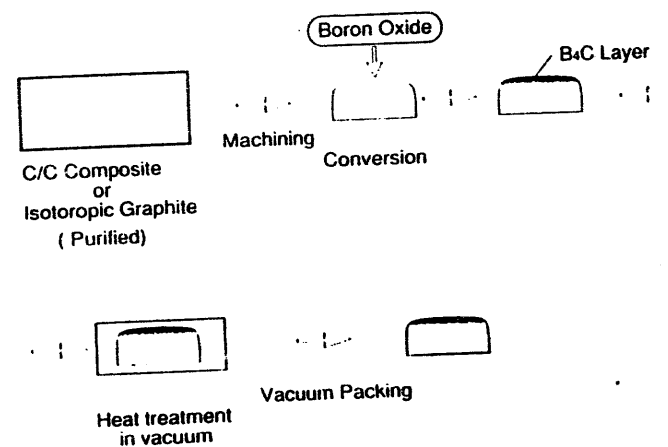 Boron Oxide
B₄C Layer
Machining
Conversion
C/C Composite
or
Isotoropic Graphite
( Purified)
Heat treatment
in vacuum
Vacuum Packing